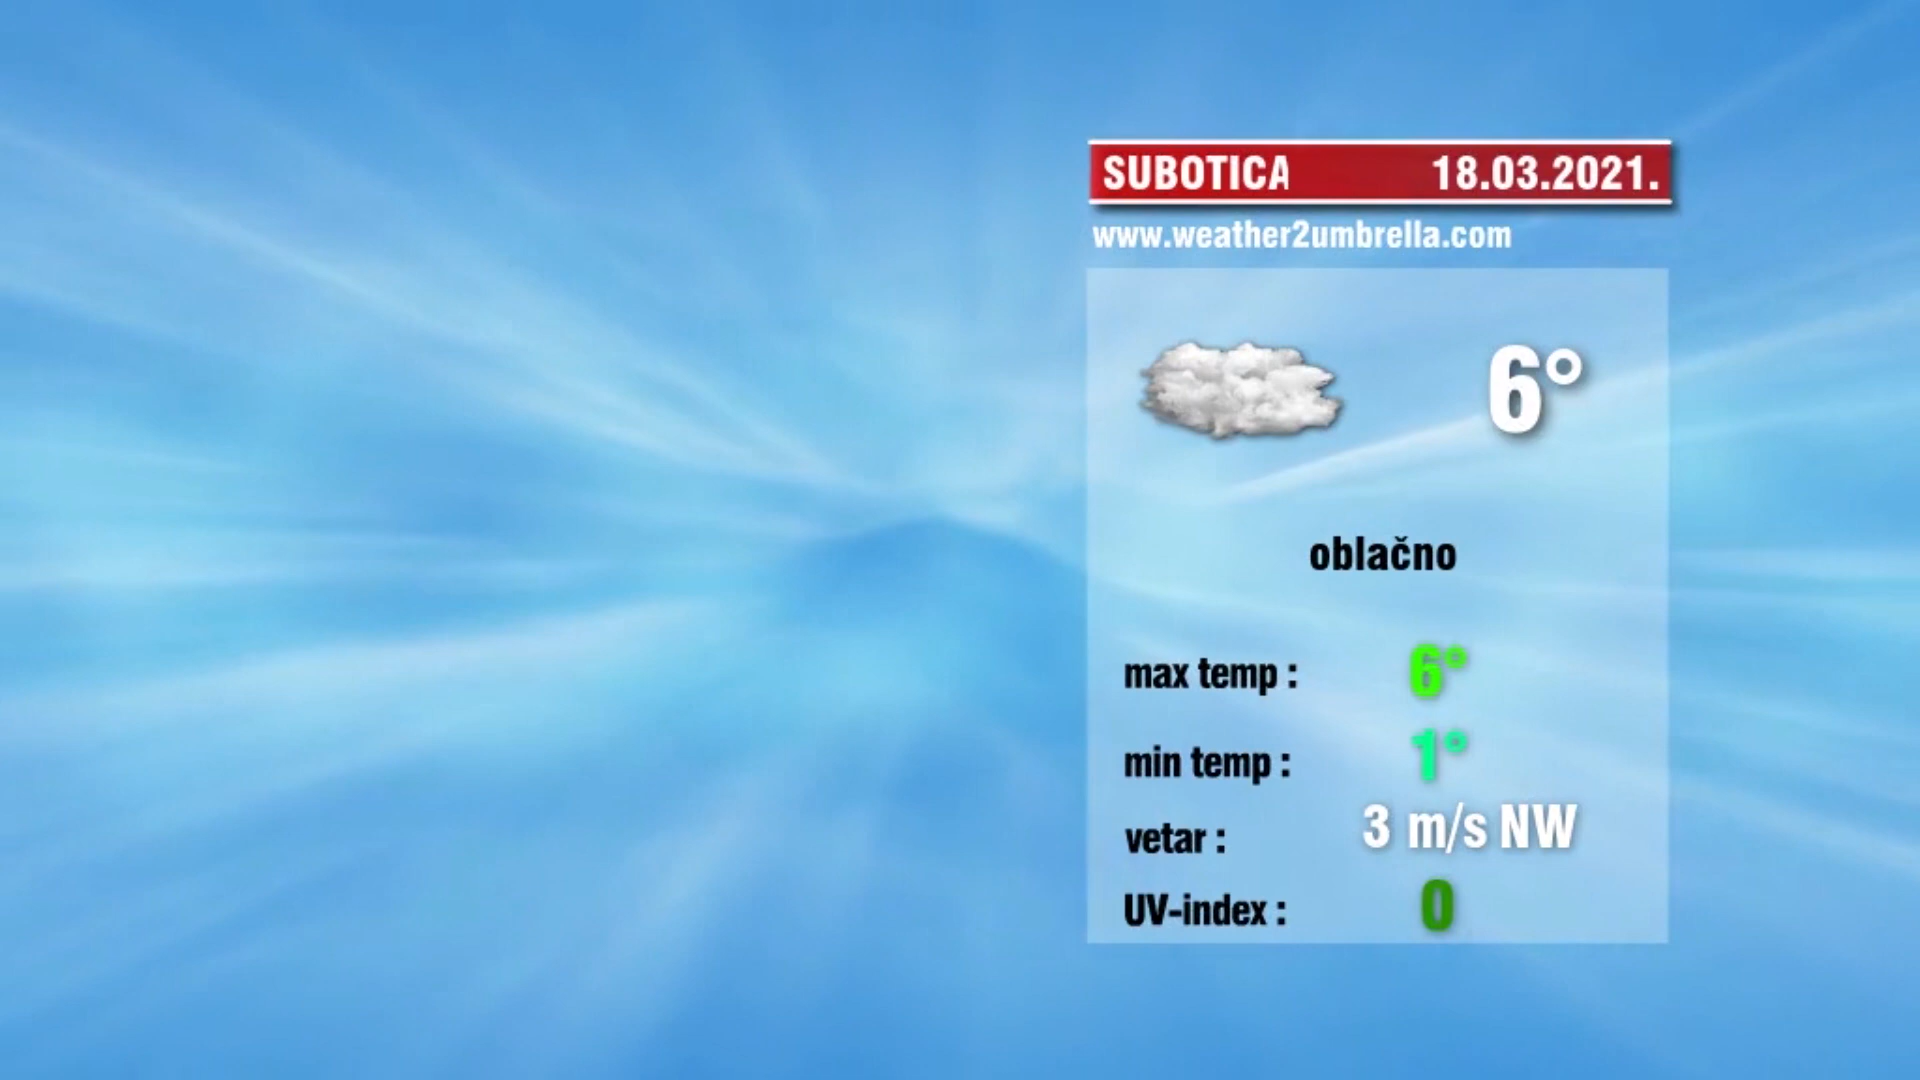 SUBOTICA 18.03.2021.
www.weather2umbrella.com
6°
oblačno
max temp : 6°
min temp : 1°
vetar : 3 m/s NW
UV-index : 0